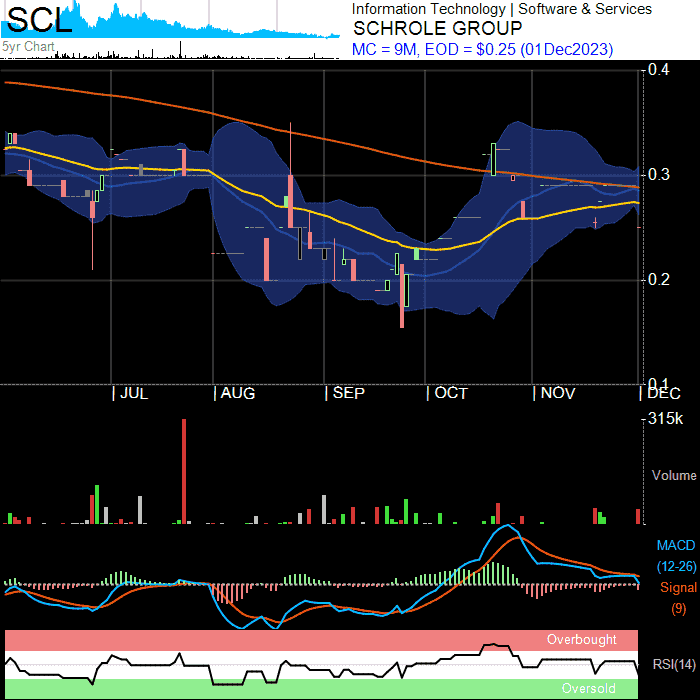 SCL
5yr Chart
Information Technology | Software & Services
SCHROLE GROUP
MC = 9M, EOD = $0.25 (01Dec2023)
0.4
0.3
0.2
0.1
| JUL | AUG | SEP | OCT | NOV | DEC
315k
Volume
MACD
(12-26)
Signal
(9)
Overbought
RSI(14)
Oversold